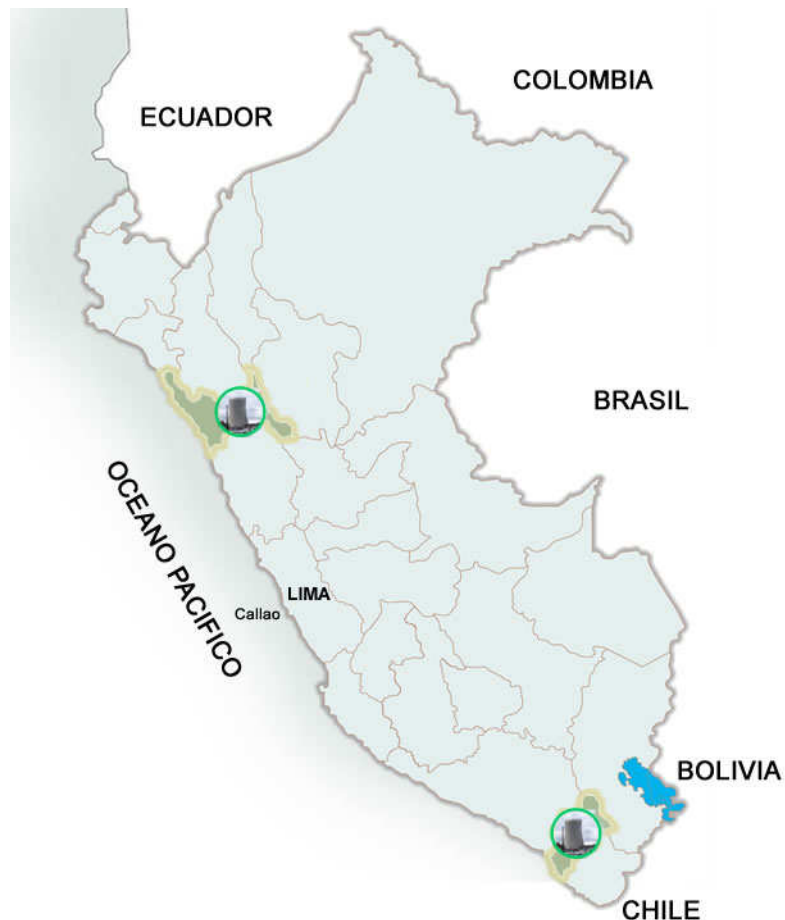 COLOMBIA
ECUADOR
BRASIL
OCEANO PACIFICO
LIMA
Callao
BOLIVIA
CHILE